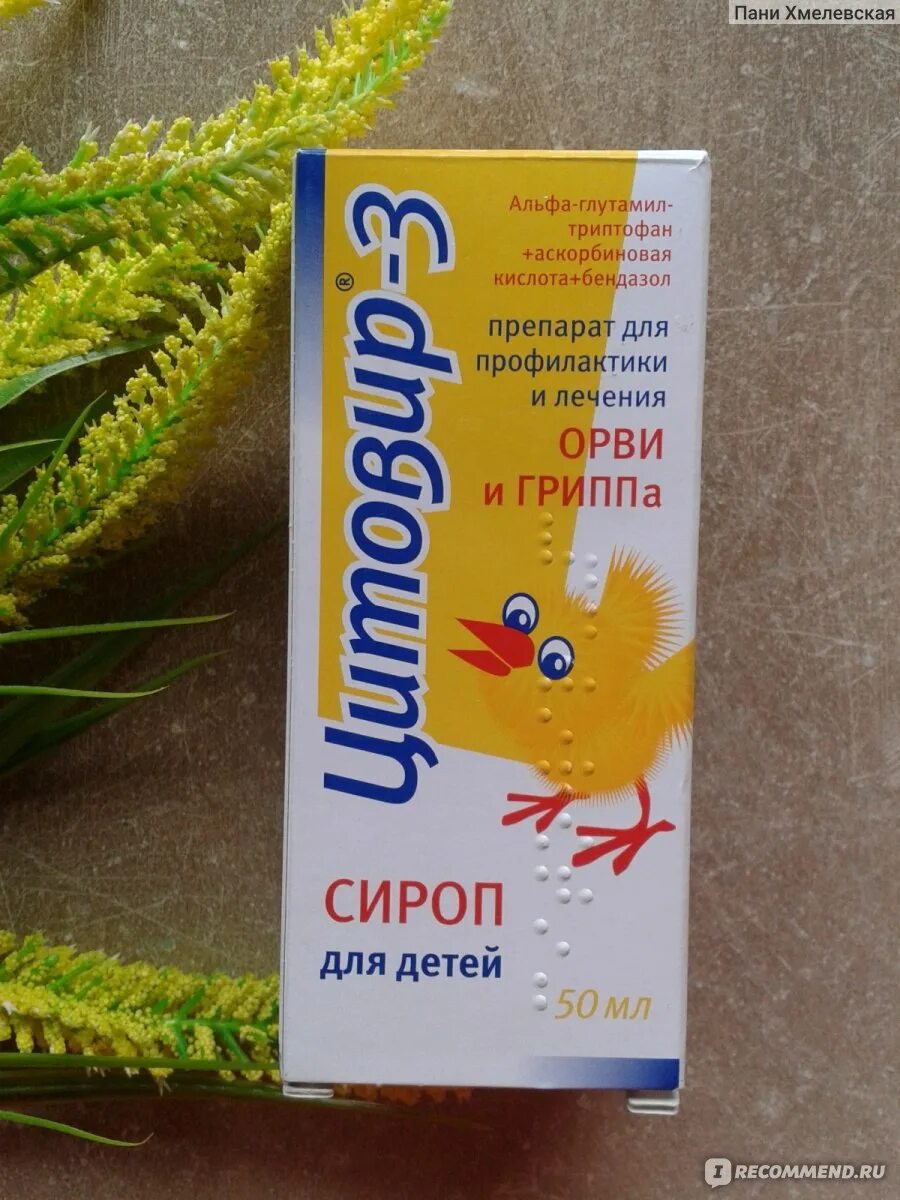 Пани Хмелевская
Цитовир-3®
Альфа-глутамил-
триптофан
+аскорбиновая
кислота+бендазол
препарат для
профилактики
и лечения
ОРВИ
и ГРИППа
СИРОП
для детей
50 мл
IRECOMMEND.RU